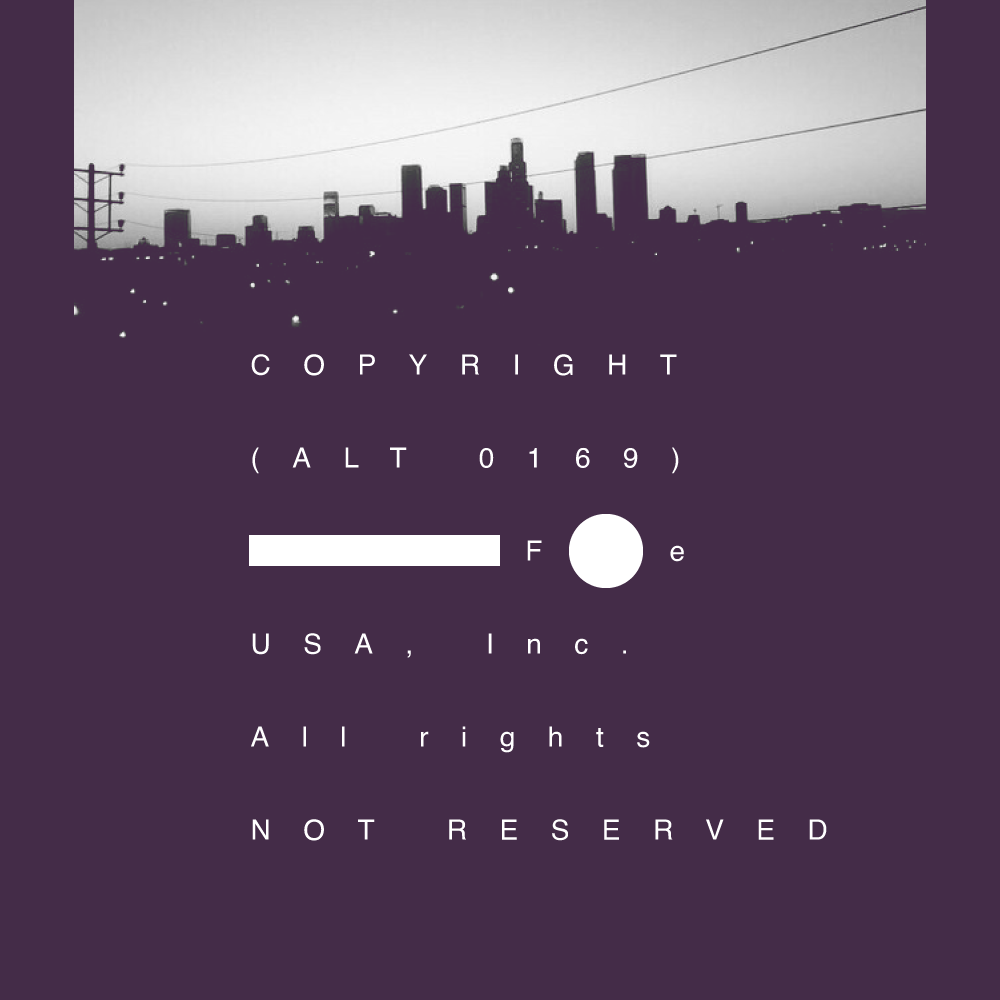 COPYRIGHT
(ALT 0169)
F e
USA, Inc.
All rights
NOT RESERVED